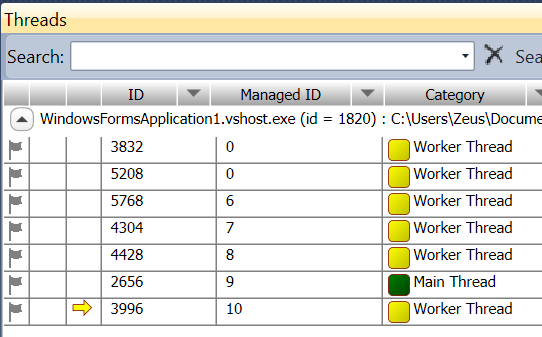 Threads
Search: Sea
ID Managed ID Category
WindowsFormsApplication1.vshost.exe (id = 1820) : C:\Users\Zeus\Docume
3832 0 Worker Thread
5208 0 Worker Thread
5768 6 Worker Thread
4304 7 Worker Thread
4428 8 Worker Thread
2656 9 Main Thread
3996 10 Worker Thread